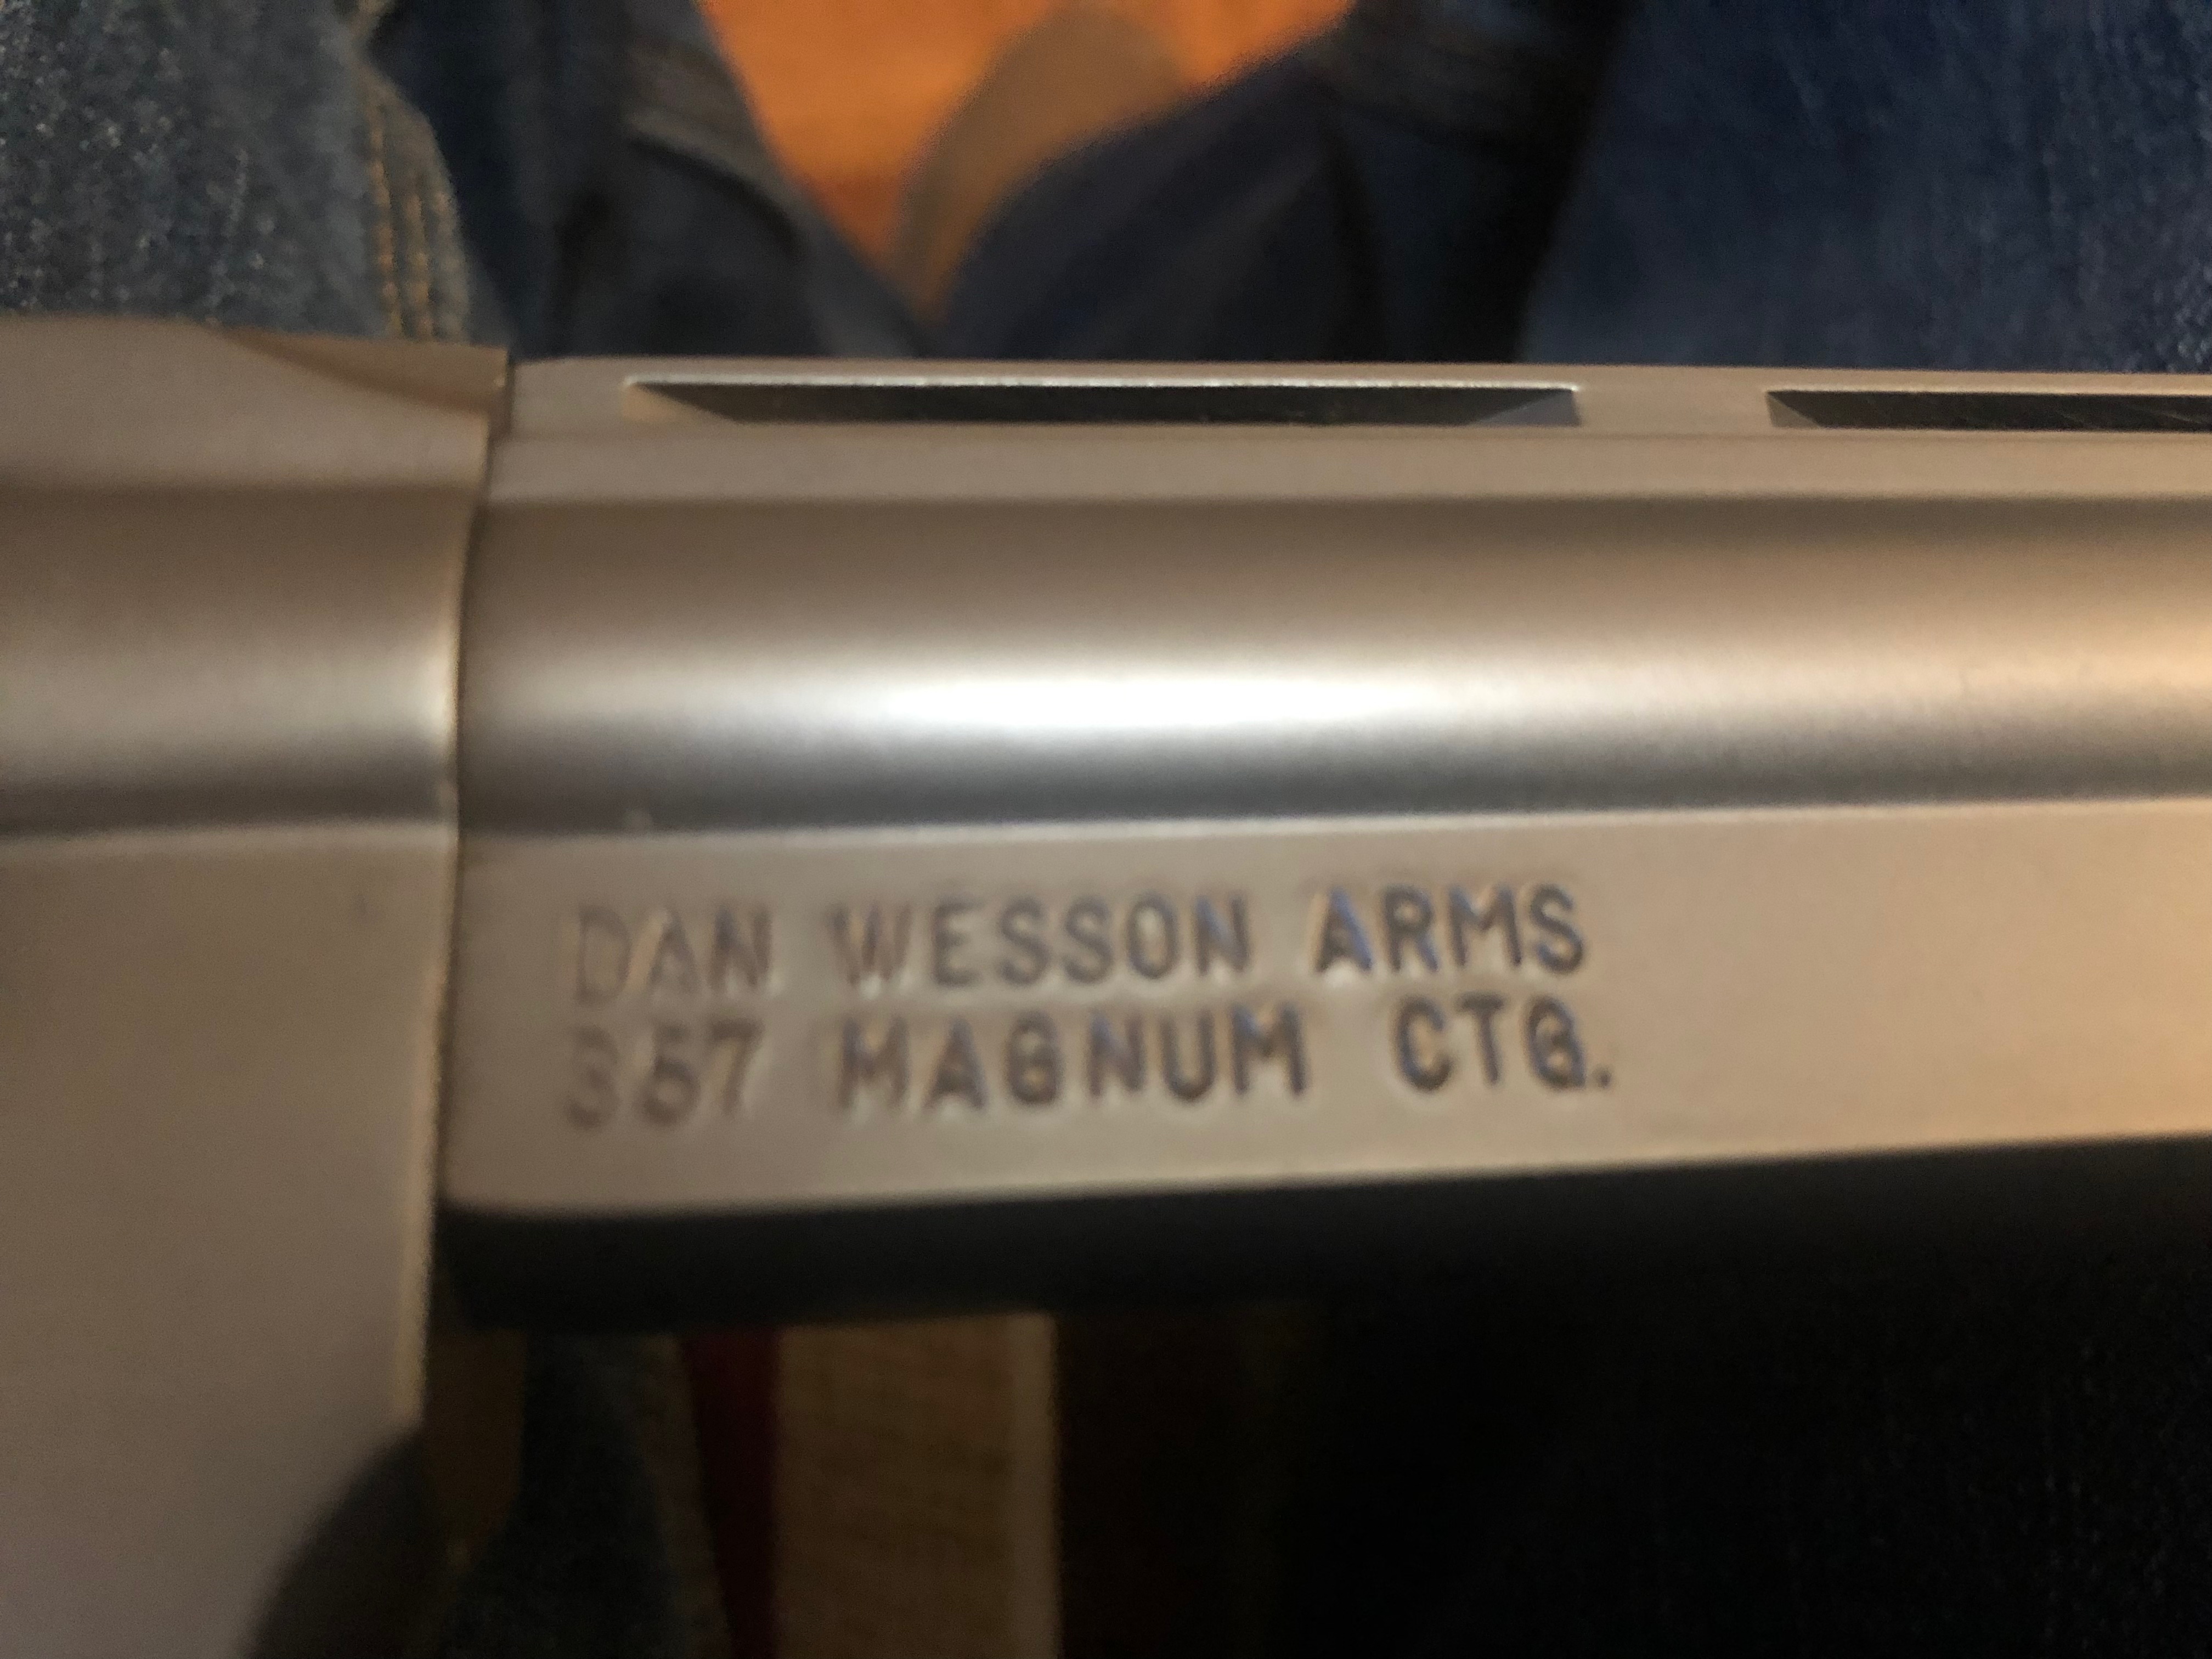 DAN WESSON ARMS
357 MAGNUM CTG.